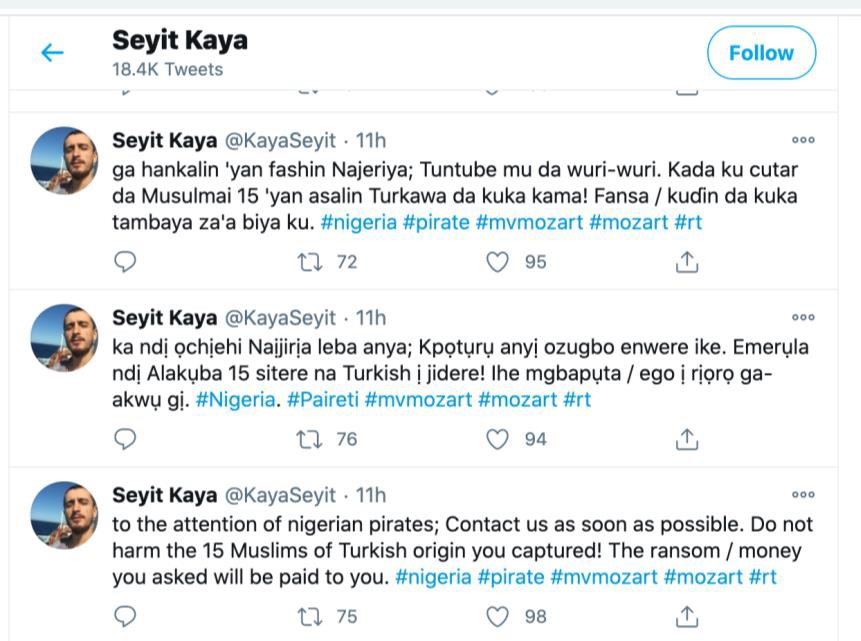 Seyit Kaya
18.4K Tweets
Follow
Seyit Kaya @KayaSeyit · 11h
ga hankalin 'yan fashin Najeriya; Tuntube mu da wuri-wuri. Kada ku cutar
da Musulmai 15 'yan asalin Turkawa da kuka kama! Fansa / kuɗin da kuka
tambaya za'a biya ku. #nigeria #pirate #mvmozart #mozart #rt
72 95
Seyit Kaya @KayaSeyit · 11h
ka ndị ọchịehi Naịjirịa leba anya; Kpọtụrụ anyị ozugbo enwere ike. Emerụla
ndị Alakụba 15 sitere na Turkish ị jidere! Ihe mgbapụta / ego ị rịọrọ ga-
akwụ gị. #Nigeria. #Paireti #mvmozart #mozart #rt
76 94
Seyit Kaya @KayaSeyit · 11h
to the attention of nigerian pirates; Contact us as soon as possible. Do not
harm the 15 Muslims of Turkish origin you captured! The ransom / money
you asked will be paid to you. #nigeria #pirate #mvmozart #mozart #rt
75 98